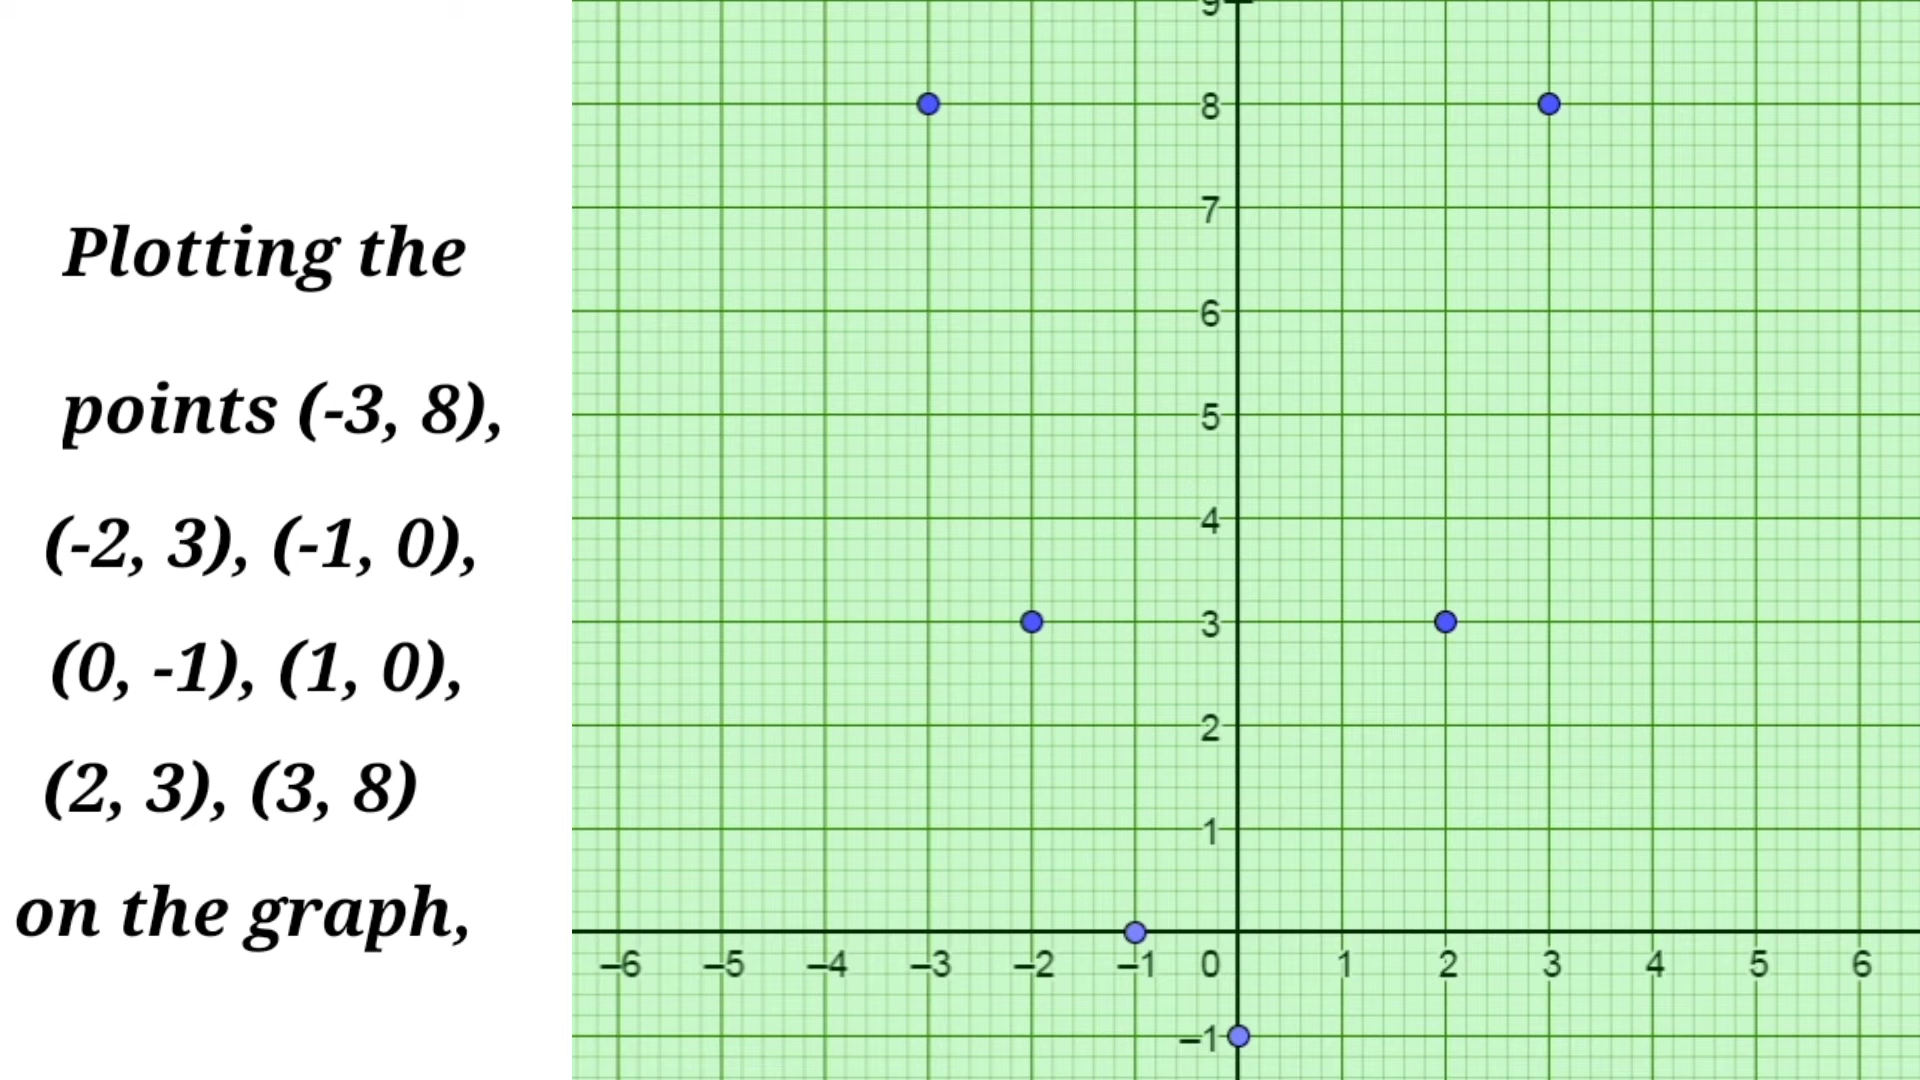 Plotting the
points (-3, 8),
(-2, 3), (-1, 0),
(0, -1), (1, 0),
(2, 3), (3, 8)
on the graph,
9
8
7
6
5
4
3
2
1
–6 –5 –4 –3 –2 –1 0 1 2 3 4 5 6
–1